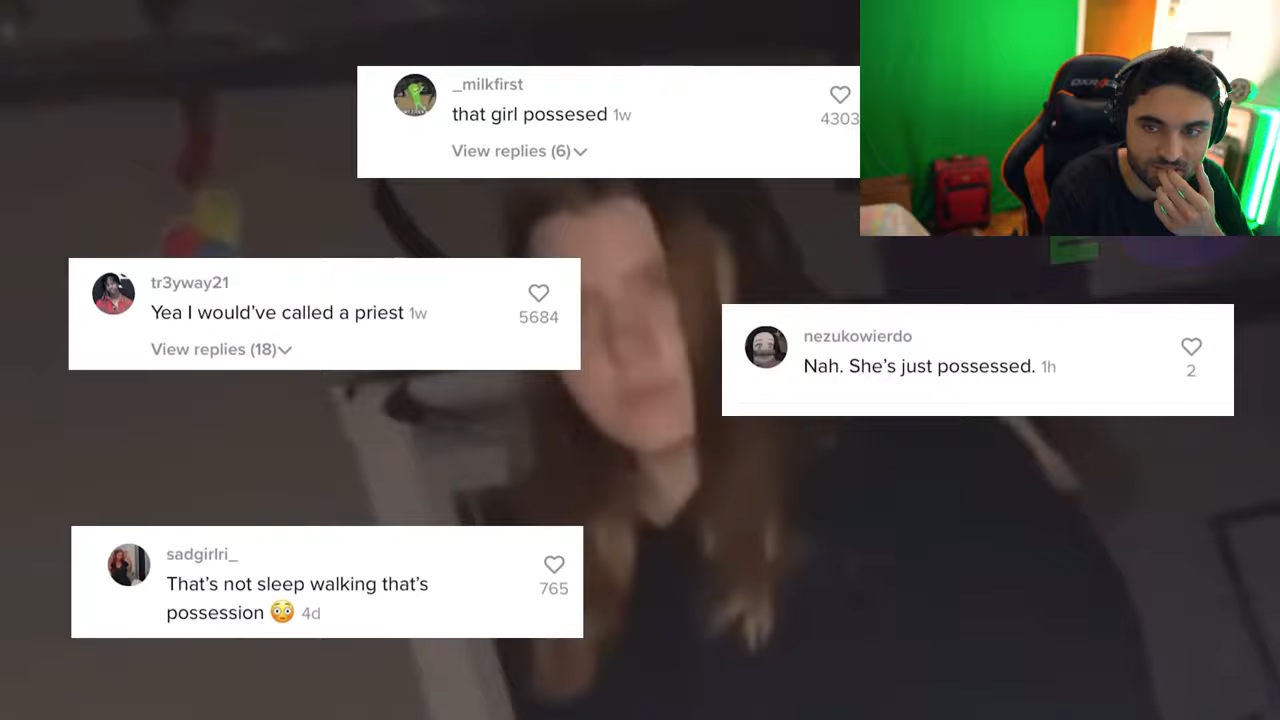 _milkfirst
that girl possesed 1w
4303
View replies (6)
tr3yway21
Yea I would've called a priest 1w
5684
View replies (18)
nezukowierdo
Nah. She's just possessed. 1h
2
sadgirlri_
That's not sleep walking that's
possession 😳 4d
765